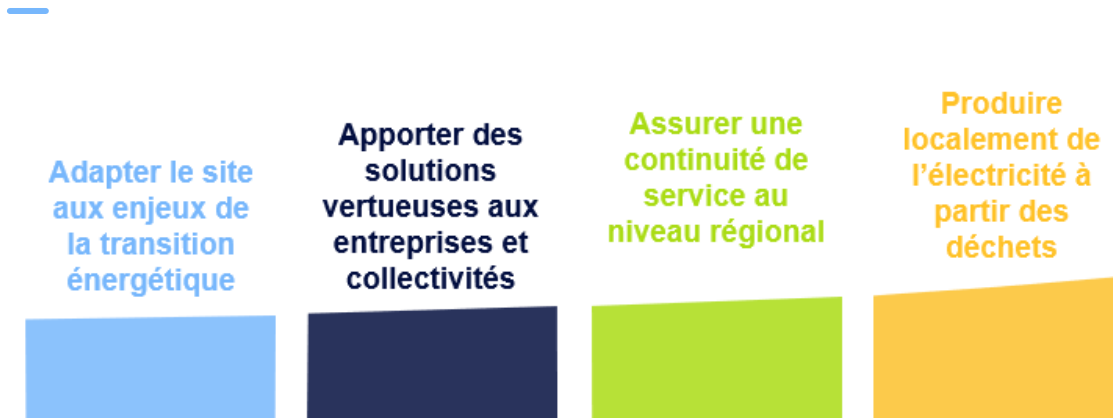 Adapter le site
aux enjeux de
la transition
énergétique
Apporter des
solutions
vertueuses aux
entreprises et
collectivités
Assurer une
continuité de
service au
niveau régional
Produire
localement de
l’électricité à
partir des
déchets